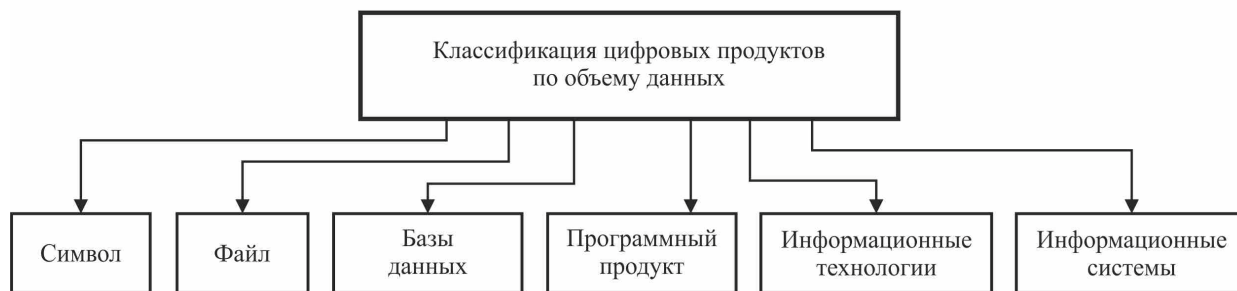 Классификация цифровых продуктов
по объему данных
Символ
Файл
Базы
данных
Программный
продукт
Информационные
технологии
Информационные
системы